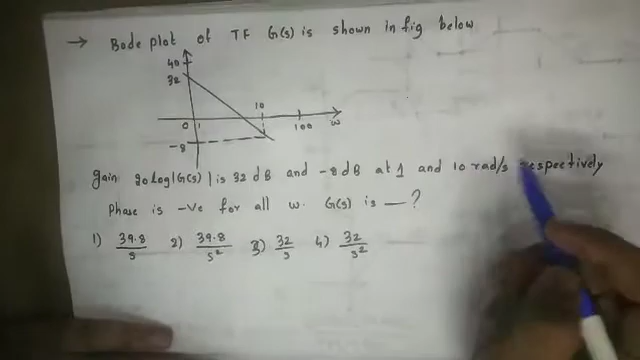 → Bode plot of TF G(s) is shown in fig below
40
32
10
0 1 100 w
-8
gain 20 Log|G(s)| is 32 dB and -8 dB at 1 and 10 rad/s respectively
Phase is -Ve for all w. G(s) is — ?
1) 39.8/s 2) 39.8/s² 3) 32/s 4) 32/s²